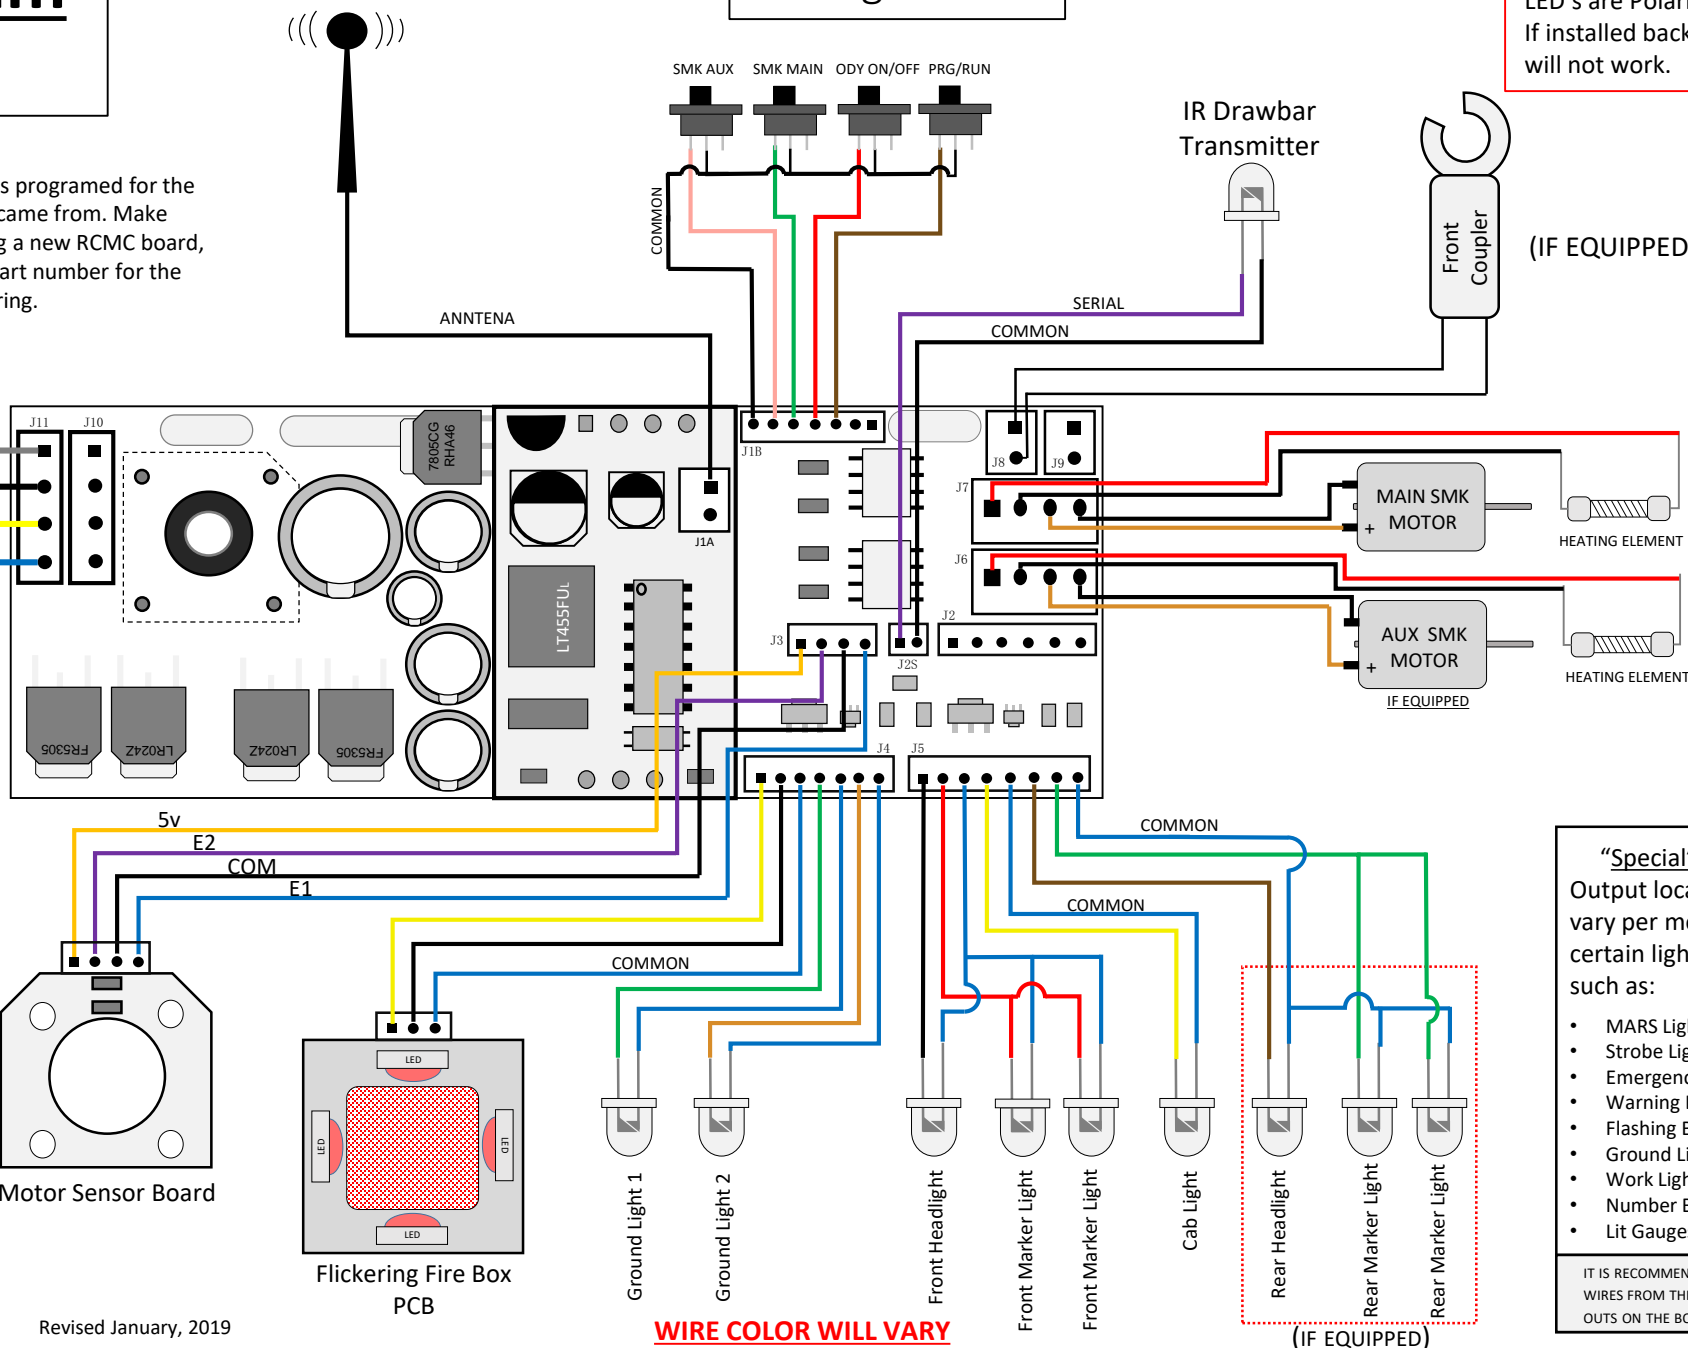 LED's are Polari
If installed back
will not work.
SMK AUX SMK MAIN ODY ON/OFF PRG/RUN
IR Drawbar
Transmitter
s programed for the
came from. Make
g a new RCMC board,
art number for the
ring.
COMMON
Front
Coupler
(IF EQUIPPED
SERIAL
COMMON
ANNTENA
J11
J10
7805CG
RHA46
J1B
J1A
J8
J9
J7
MAIN SMK
MOTOR
+
HEATING ELEMENT
J6
LT455FUL
J3
J2S
J2
AUX SMK
MOTOR
+
IF EQUIPPED
HEATING ELEMENT
FR5305
LR024Z
LR024Z
FR5305
J4
J5
5v
E2
COM
E1
COMMON
COMMON
COMMON
"Special
Output loca
vary per mo
certain ligh
such as:
• MARS Lig
• Strobe Lig
• Emergenc
• Warning
• Flashing B
• Ground Li
• Work Ligh
• Number B
• Lit Gauge
IT IS RECOMMEN
WIRES FROM THE
OUTS ON THE BO
Motor Sensor Board
LED
LED
LED
LED
Flickering Fire Box
PCB
Ground Light 1
Ground Light 2
Front Headlight
Front Marker Light
Front Marker Light
Cab Light
Rear Headlight
Rear Marker Light
Rear Marker Light
(IF EQUIPPED)
Revised January, 2019
WIRE COLOR WILL VARY